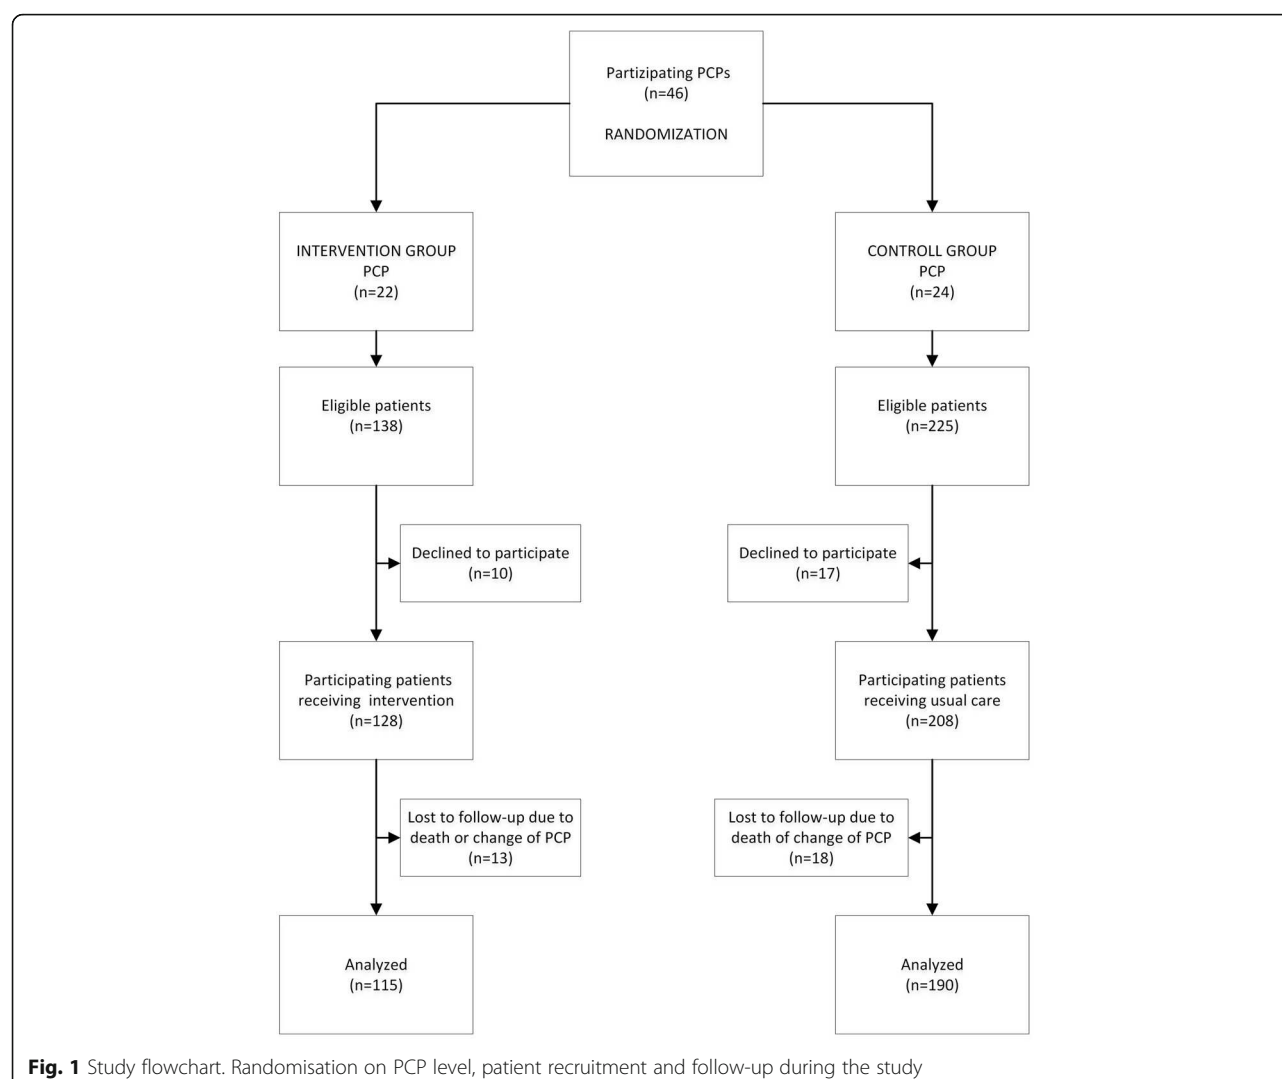 Partizipating PCPs
(n=46)
RANDOMIZATION
INTERVENTION GROUP
PCP
(n=22)
CONTROLL GROUP
PCP
(n=24)
Eligible patients
(n=138)
Eligible patients
(n=225)
Declined to participate
(n=10)
Declined to participate
(n=17)
Participating patients
receiving intervention
(n=128)
Participating patients
receiving usual care
(n=208)
Lost to follow-up due to
death or change of PCP
(n=13)
Lost to follow-up due to
death of change of PCP
(n=18)
Analyzed
(n=115)
Analyzed
(n=190)
Fig. 1 Study flowchart. Randomisation on PCP level, patient recruitment and follow-up during the study